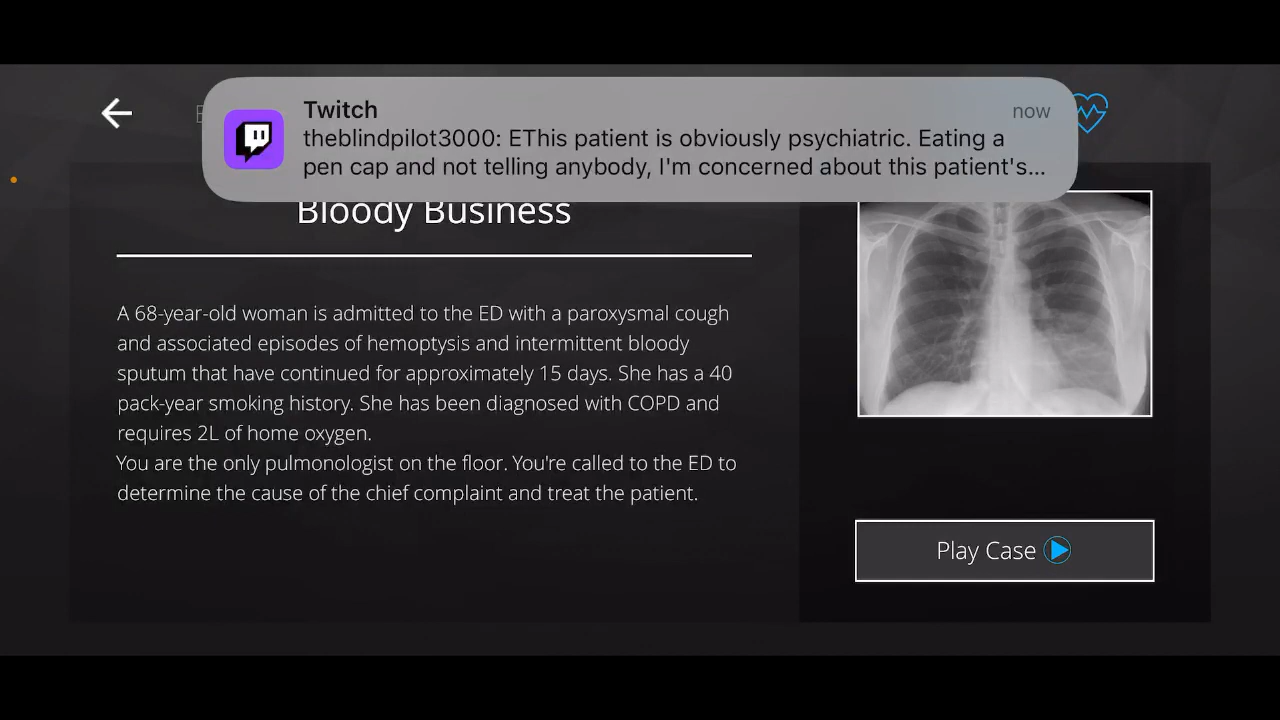 Twitch
now
theblindpilot3000: EThis patient is obviously psychiatric. Eating a
pen cap and not telling anybody, I'm concerned about this patient's...
Bloody Business
A 68-year-old woman is admitted to the ED with a paroxysmal cough
and associated episodes of hemoptysis and intermittent bloody
sputum that have continued for approximately 15 days. She has a 40
pack-year smoking history. She has been diagnosed with COPD and
requires 2L of home oxygen.
You are the only pulmonologist on the floor. You're called to the ED to
determine the cause of the chief complaint and treat the patient.
Play Case